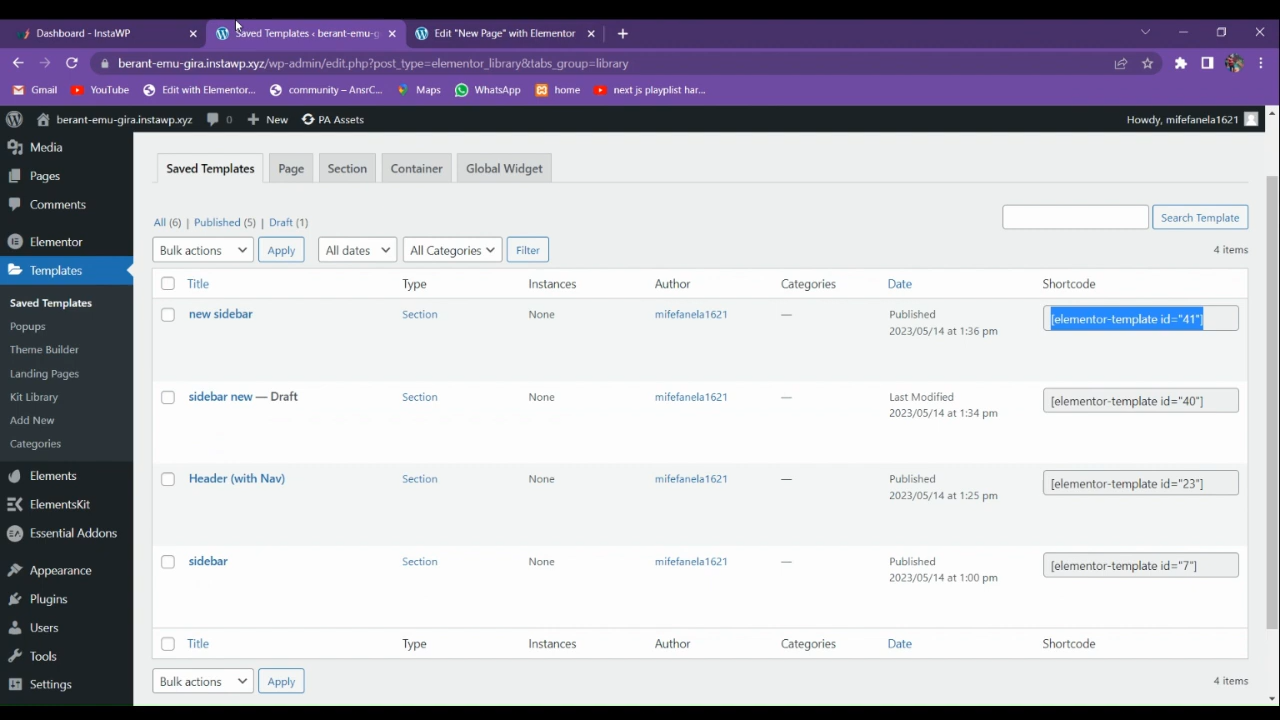 Dashboard - InstaWP
Saved Templates ‹ berant-emu-g
Edit "New Page" with Elementor
berant-emu-gira.instawp.xyz/wp-admin/edit.php?post_type=elementor_library&tabs_group=library
Gmail YouTube Edit with Elementor... community – AnsrC... Maps WhatsApp home next js playlist har...
berant-emu-gira.instawp.xyz 0 New PA Assets Howdy, mifefanela1621
Media
Pages
Comments
Elementor
Templates
Saved Templates
Popups
Theme Builder
Landing Pages
Kit Library
Add New
Categories
Elements
ElementsKit
Essential Addons
Appearance
Plugins
Users
Tools
Settings
Saved Templates Page Section Container Global Widget
All (6) | Published (5) | Draft (1)
Search Template
Bulk actions Apply All dates All Categories Filter 4 items
Title Type Instances Author Categories Date Shortcode
new sidebar Section None mifefanela1621 — Published [elementor-template id="41"]
2023/05/14 at 1:36 pm
sidebar new — Draft Section None mifefanela1621 — Last Modified [elementor-template id="40"]
2023/05/14 at 1:34 pm
Header (with Nav) Section None mifefanela1621 — Published [elementor-template id="23"]
2023/05/14 at 1:25 pm
sidebar Section None mifefanela1621 — Published [elementor-template id="7"]
2023/05/14 at 1:00 pm
Title Type Instances Author Categories Date Shortcode
Bulk actions Apply 4 items